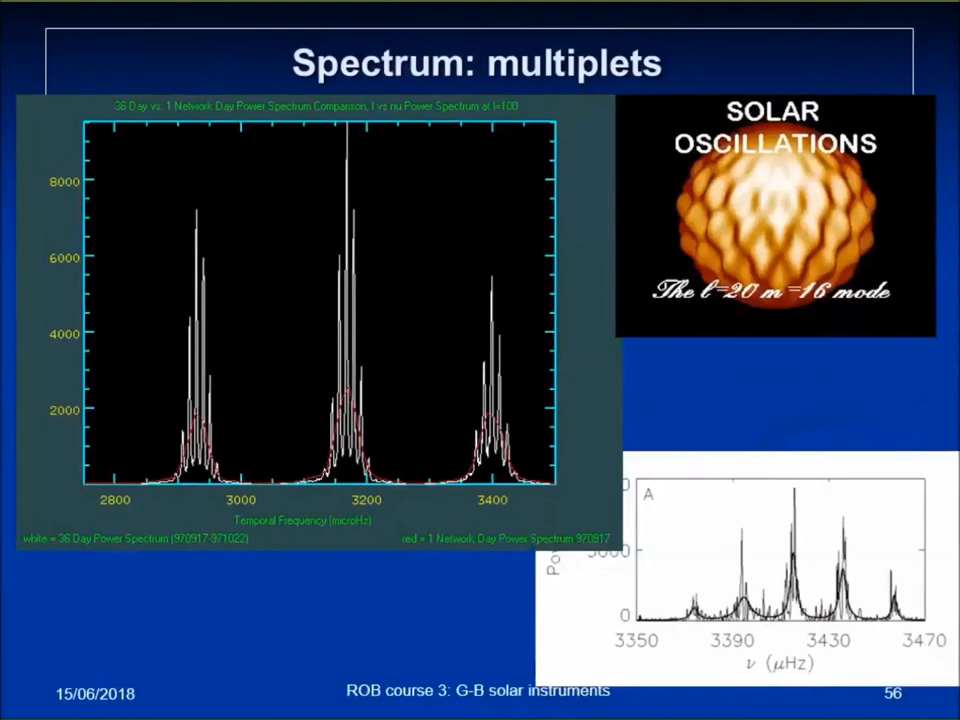 Spectrum: multiplets
36 Day vs. 1 Network Day Power Spectrum Comparison, l vs nu Power Spectrum at l=100
8000
6000
4000
2000
2800 3000 3200 3400
Temporal Frequency (microHz)
white = 36 Day Power Spectrum (970917-971022) red = 1 Network Day Power Spectrum 970917
SOLAR
OSCILLATIONS
The l=20 m=16 mode
A
0
3350 3390 3430 3470
ν (μHz)
15/06/2018
ROB course 3: G-B solar instruments
56